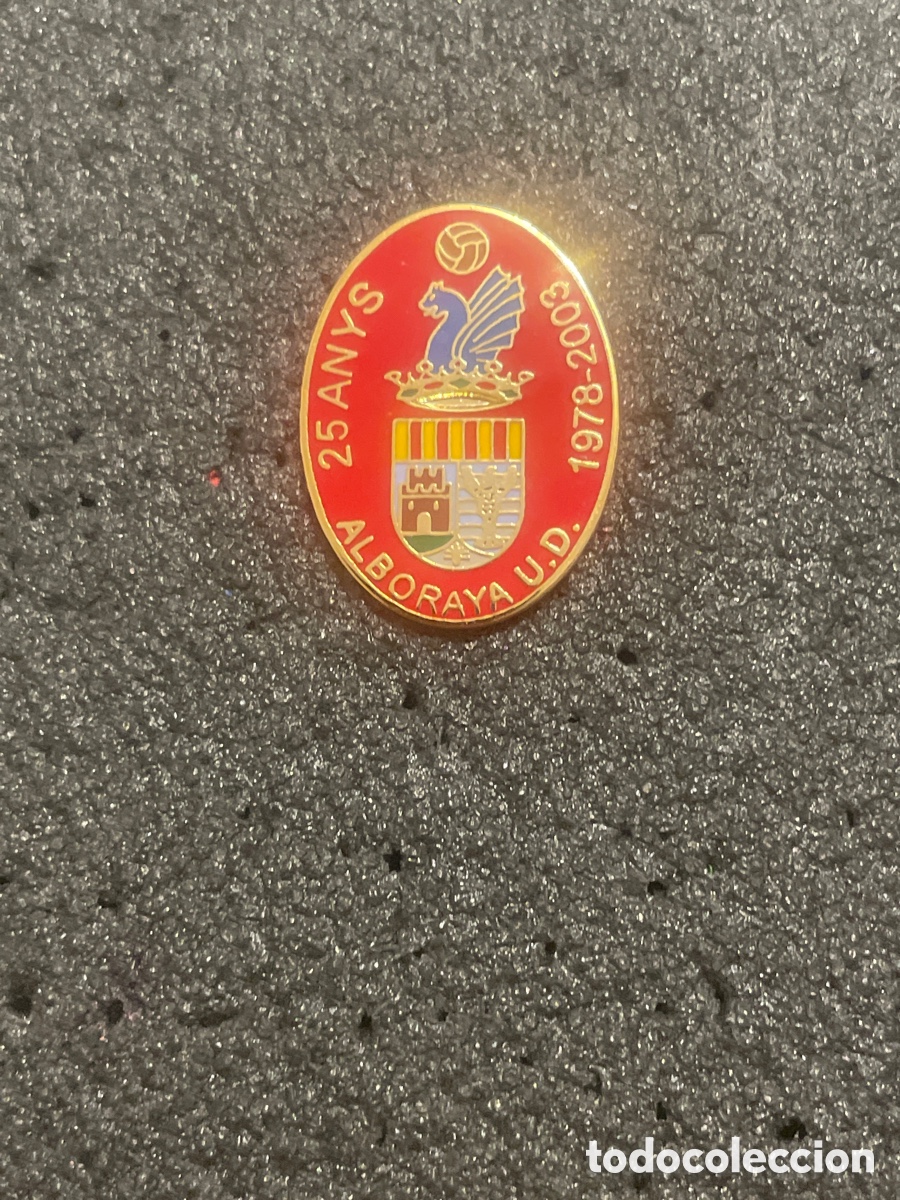 25 ANYS
1978-2003
ALBORAYA U.D.
todocoleccion